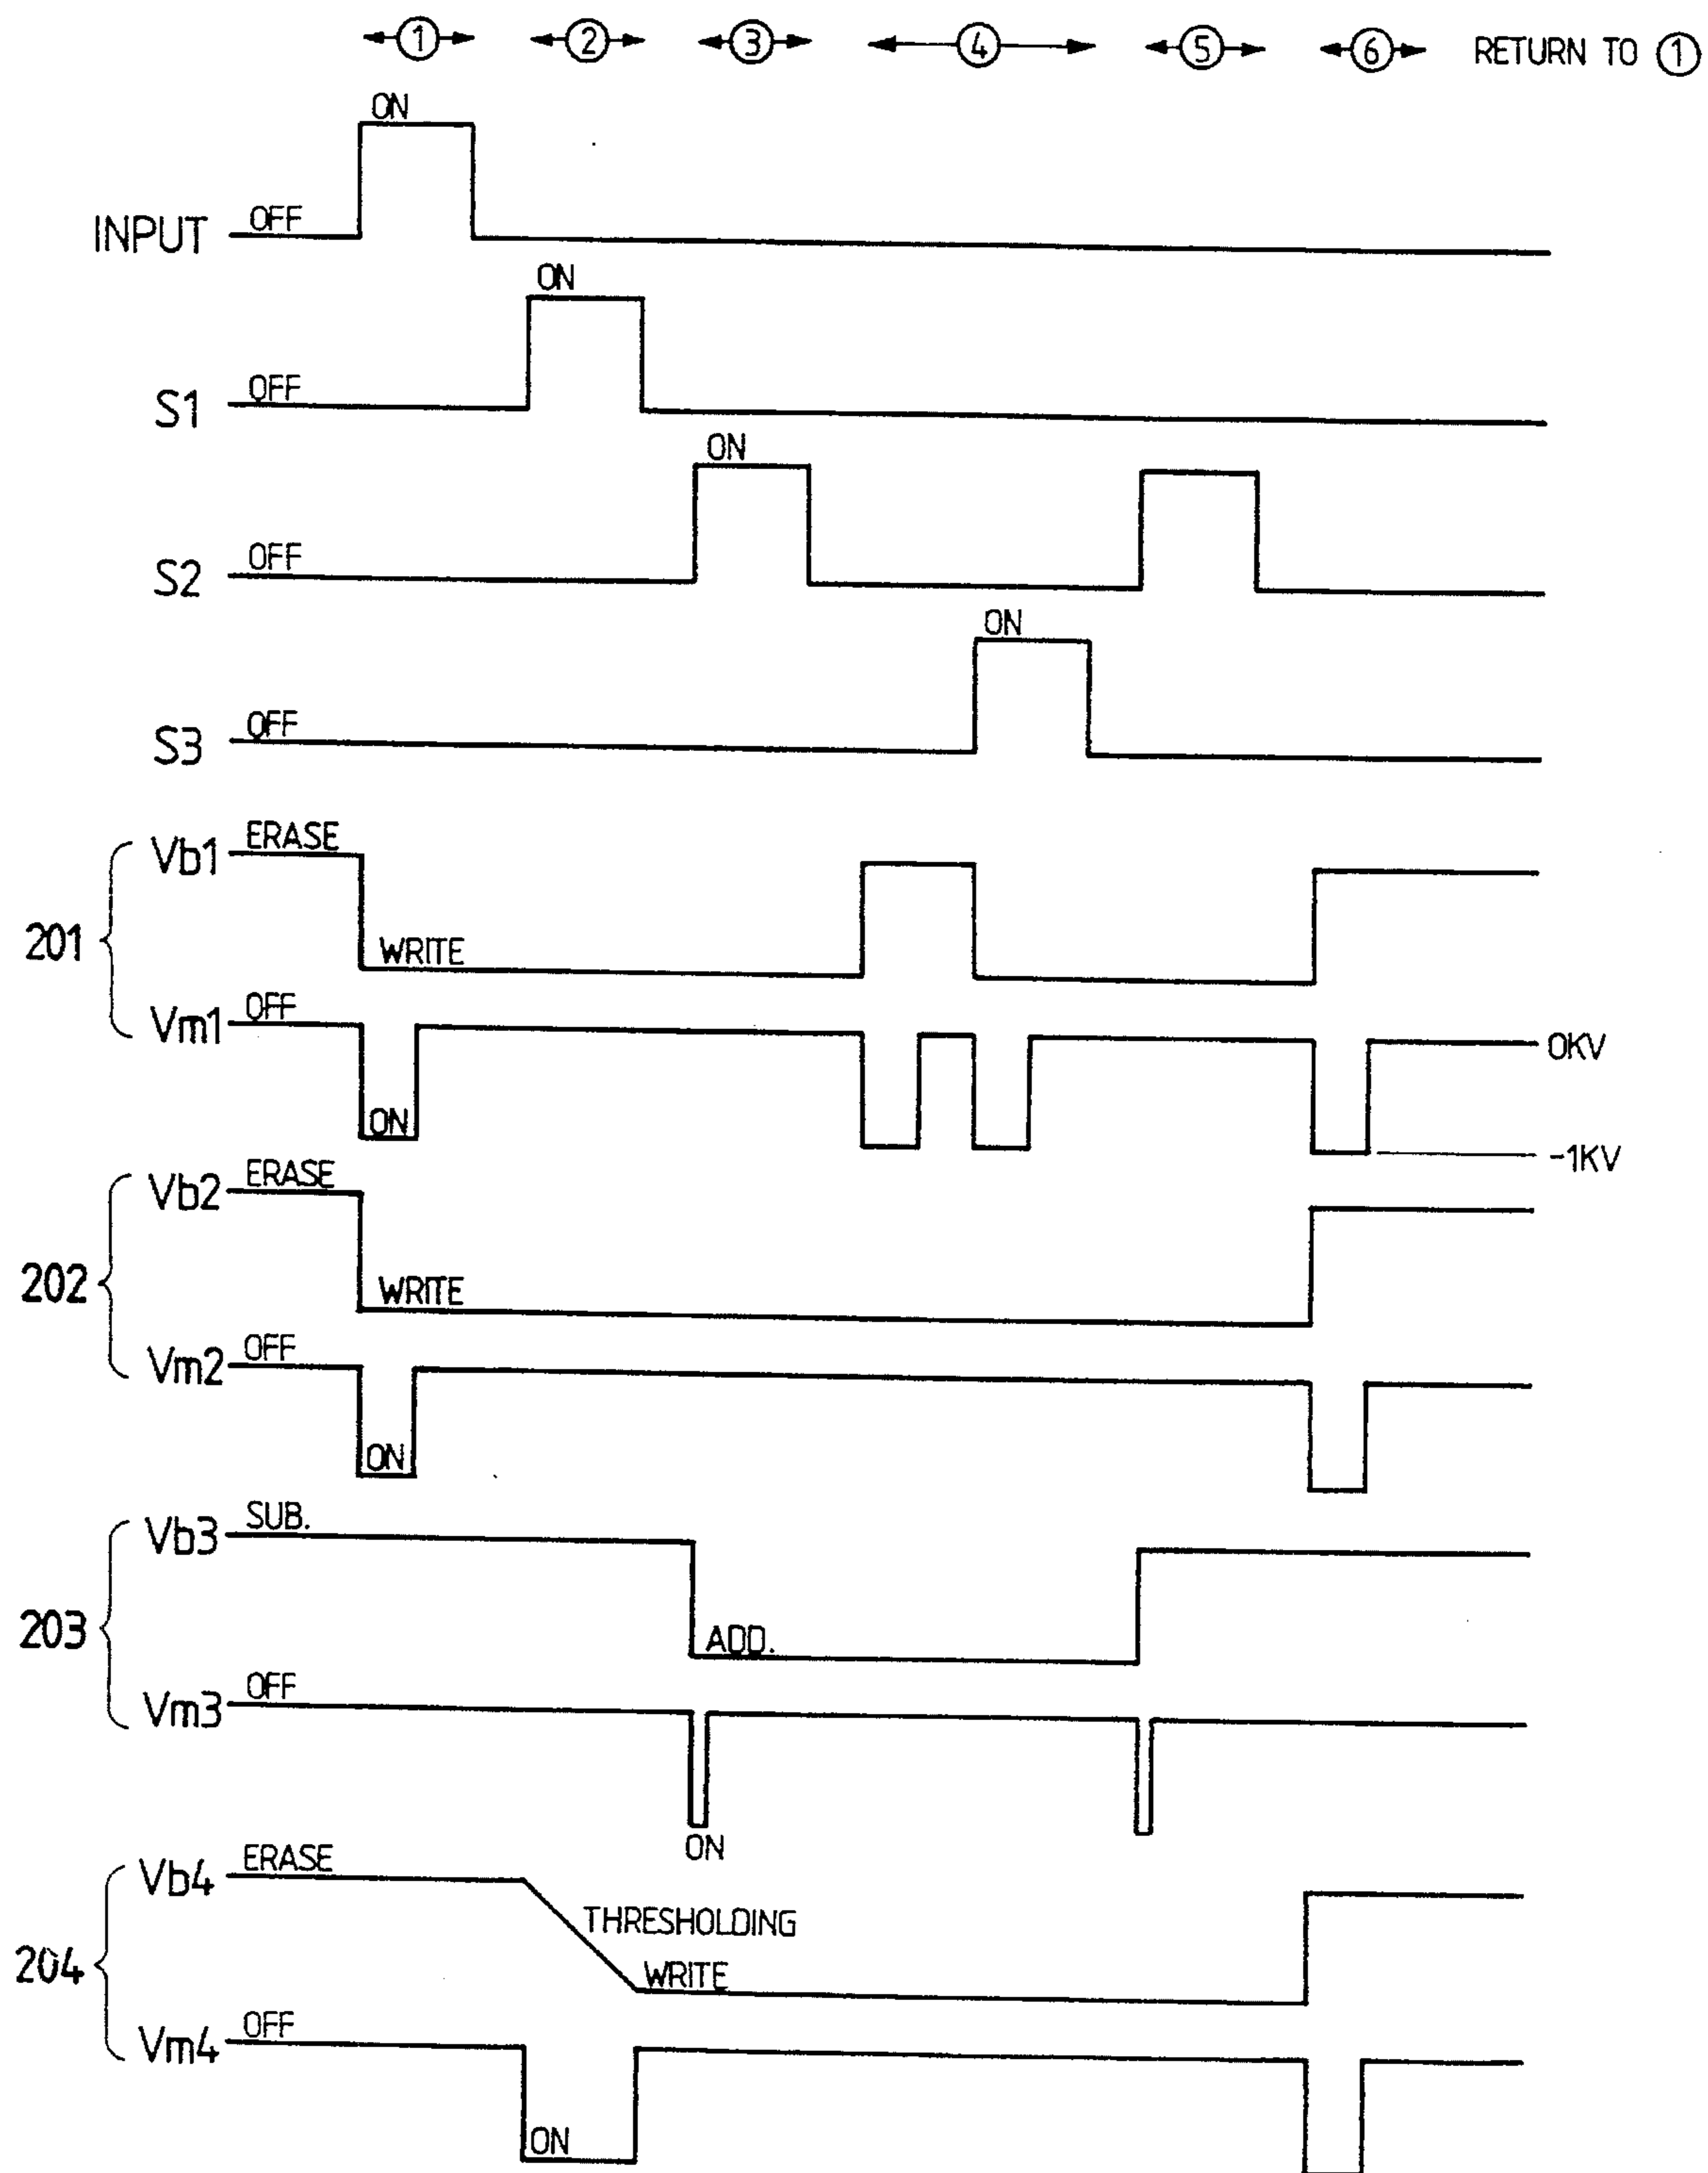 ① ② ③ ④ ⑤ ⑥ RETURN TO ①
ON
INPUT OFF
ON
S1 OFF
ON
S2 OFF
ON
S3 OFF
201
Vb1 ERASE
WRITE
Vm1 OFF
0KV
ON
-1KV
202
Vb2 ERASE
WRITE
Vm2 OFF
ON
203
Vb3 SUB.
ADD.
Vm3 OFF
ON
204
Vb4 ERASE
THRESHOLDING
WRITE
Vm4 OFF
ON